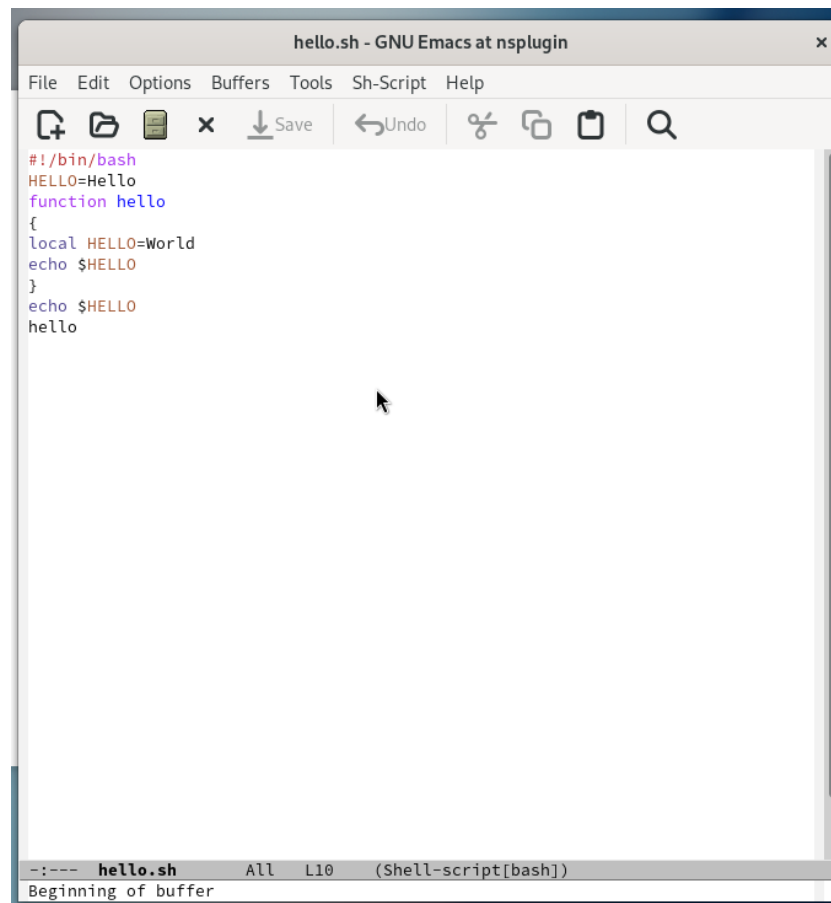 hello.sh - GNU Emacs at nsplugin
File Edit Options Buffers Tools Sh-Script Help
Save Undo
#!/bin/bash
HELLO=Hello
function hello
{
local HELLO=World
echo $HELLO
}
echo $HELLO
hello
-:--- hello.sh All L10 (Shell-script[bash])
Beginning of buffer